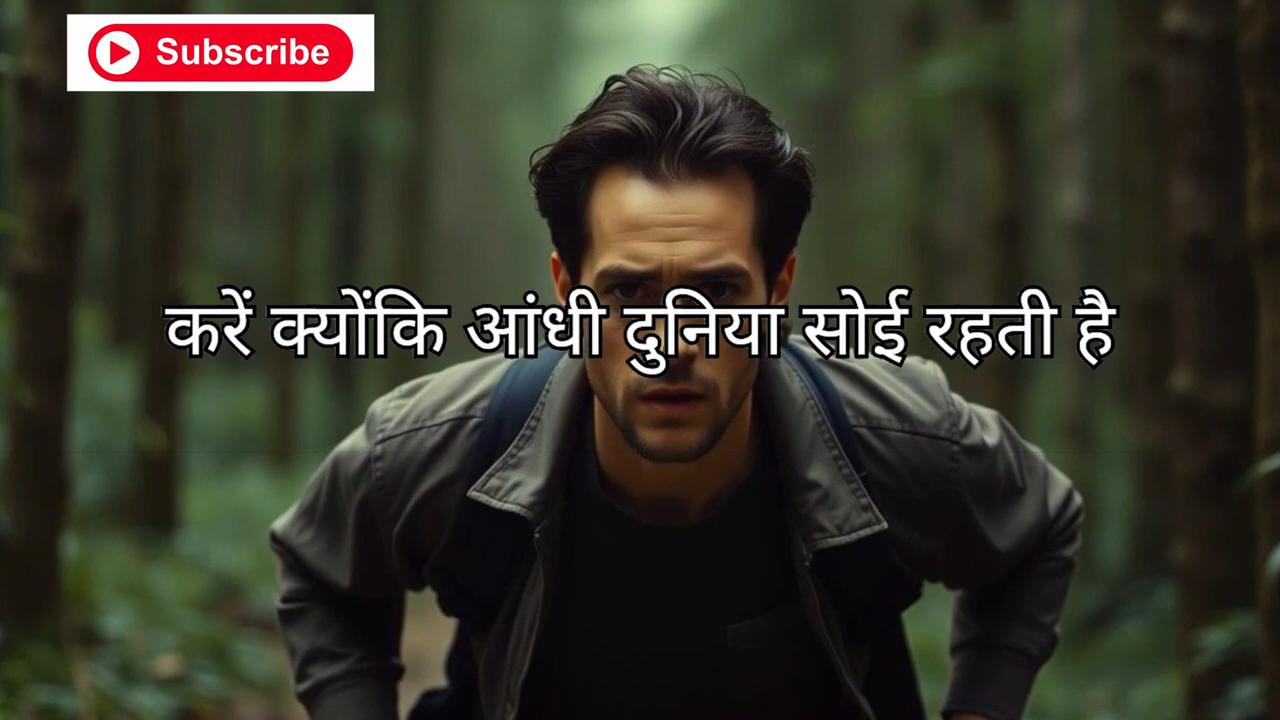 Subscribe
करें क्योंकि आंधी दुनिया सोई रहती है